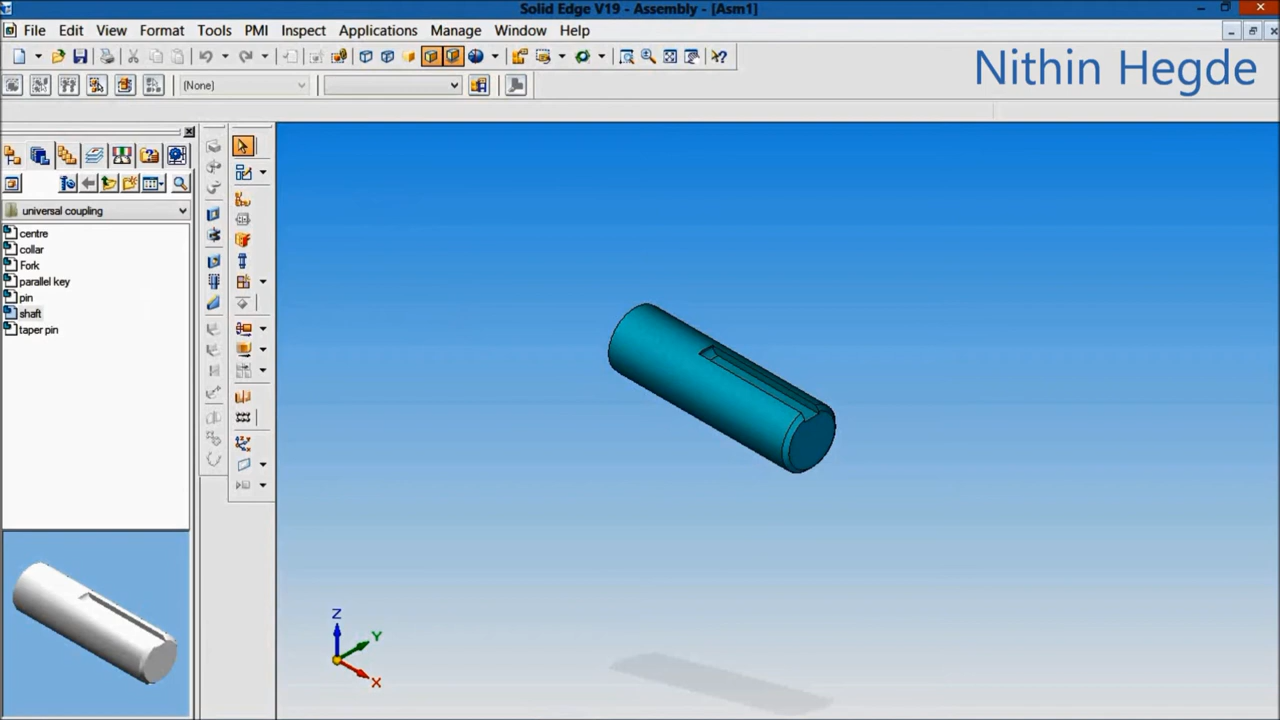 Solid Edge V19 - Assembly - [Asm1]
File Edit View Format Tools PMI Inspect Applications Manage Window Help
Nithin Hegde
(None)
universal coupling
centre
collar
Fork
parallel key
pin
shaft
taper pin
Z
Y
X